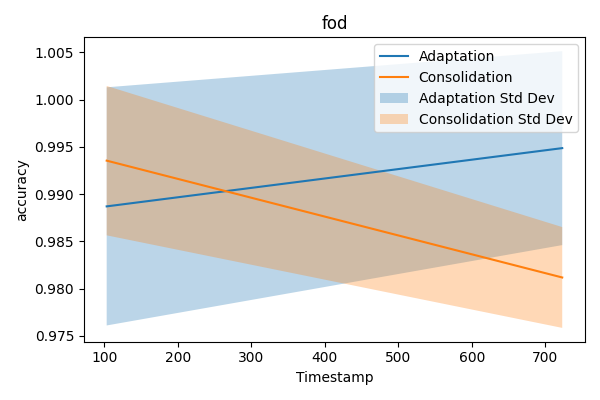 fod
1.005
1.000
0.995
0.990
0.985
0.980
0.975
accuracy
Adaptation
Consolidation
Adaptation Std Dev
Consolidation Std Dev
100 200 300 400 500 600 700
Timestamp